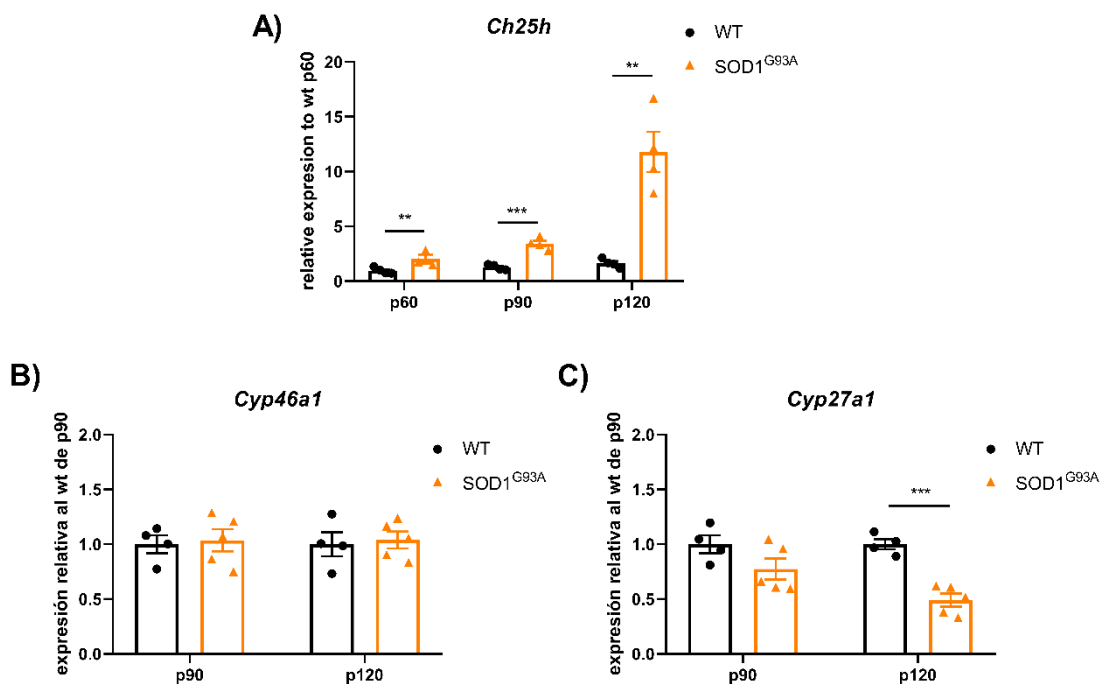 A)
Ch25h
WT
SOD1G93A
relative expresion to wt p60
20
15
10
5
0
**
***
**
p60
p90
p120
B)
Cyp46a1
WT
SOD1G93A
expresión relativa al wt de p90
2.0
1.5
1.0
0.5
0.0
p90
p120
C)
Cyp27a1
WT
SOD1G93A
expresión relativa al wt de p90
2.0
1.5
1.0
0.5
0.0
***
p90
p120